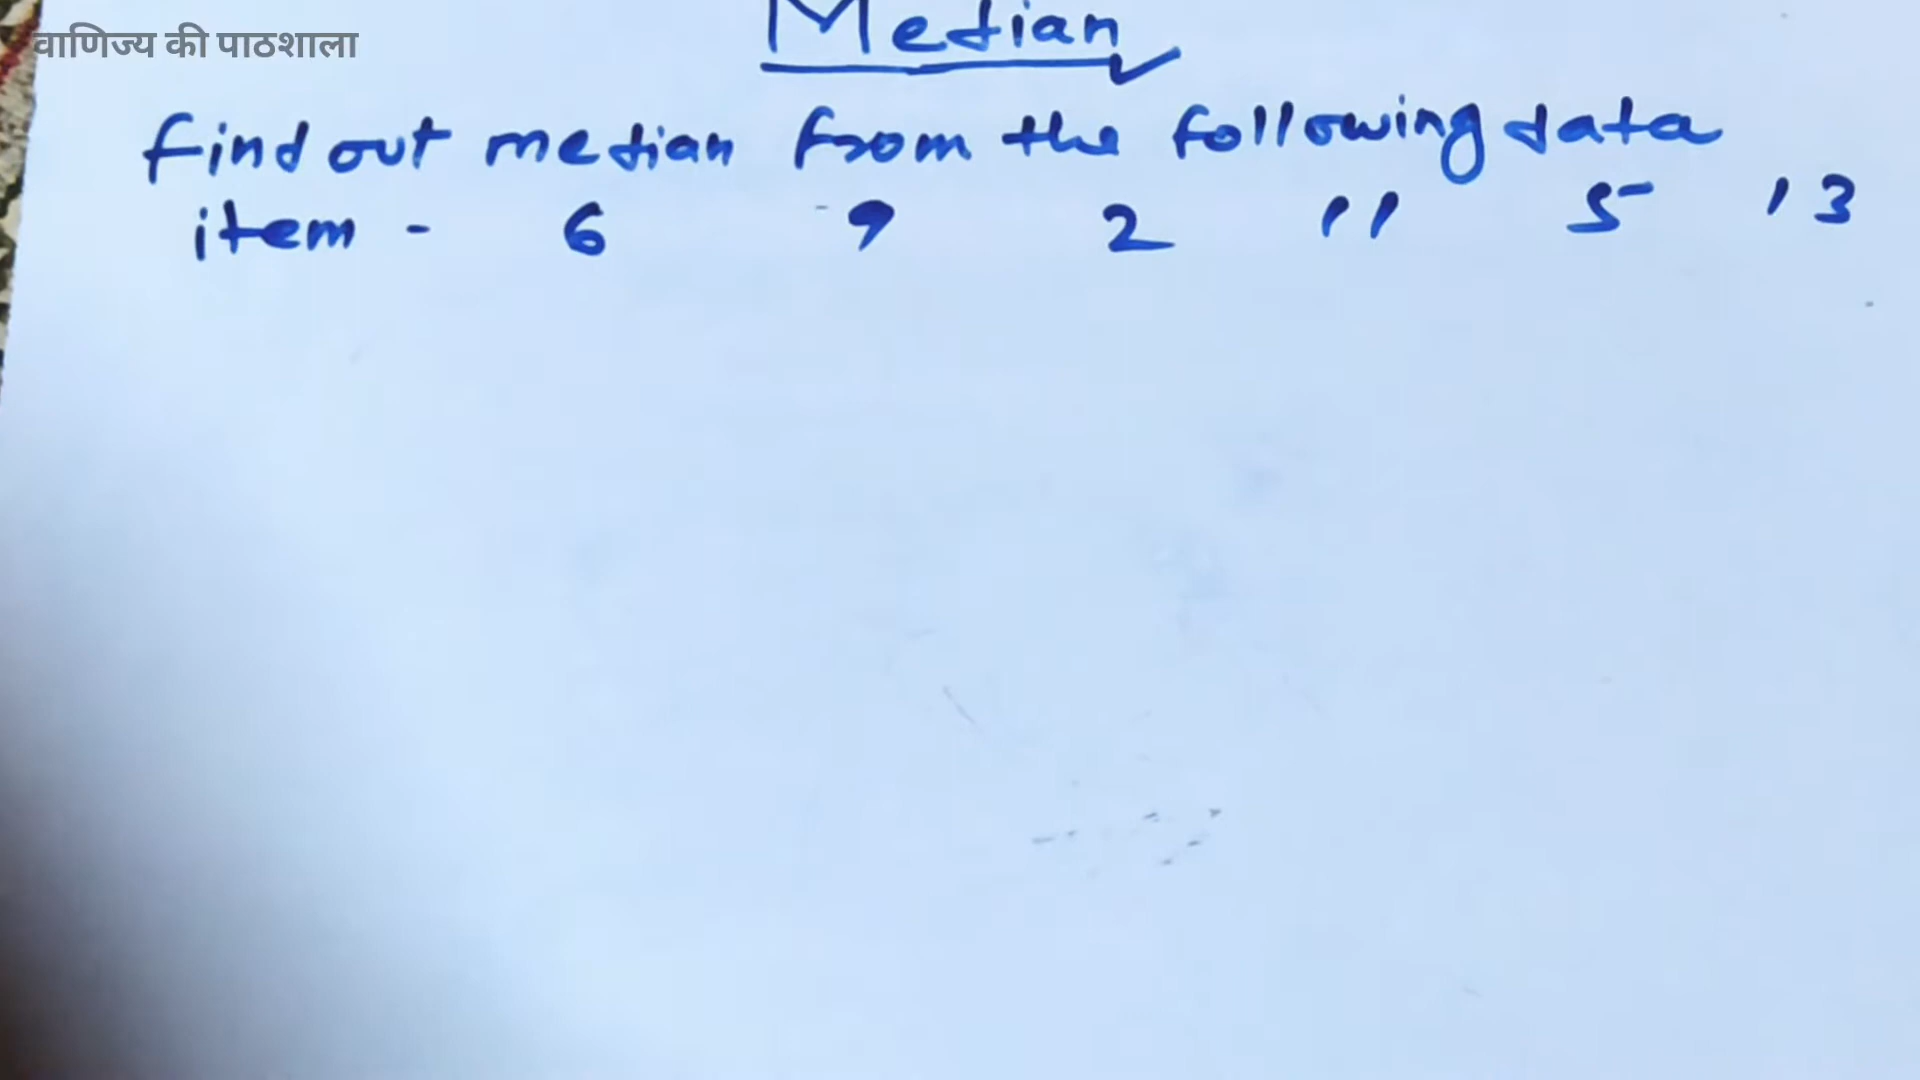 वाणिज्य की पाठशाला
Median
find out median from the following data
item - 6 9 2 11 5 13